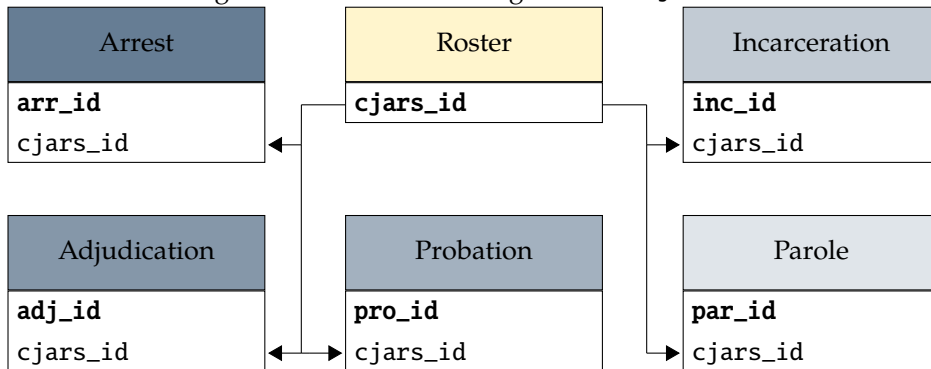 Arrest
arr_id
cjars_id
Roster
cjars_id
Incarceration
inc_id
cjars_id
Adjudication
adj_id
cjars_id
Probation
pro_id
cjars_id
Parole
par_id
cjars_id